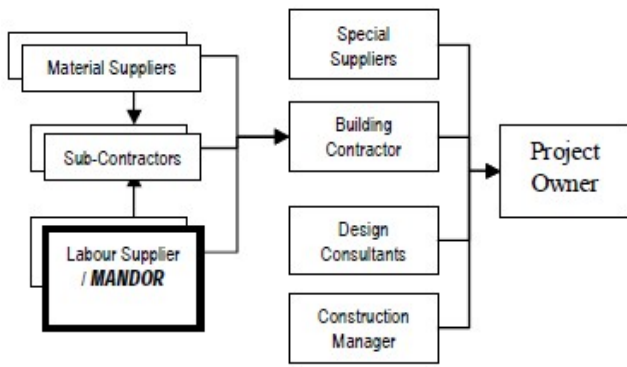 Material Suppliers
Sub-Contractors
Labour Supplier
/ MANDOR
Special
Suppliers
Building
Contractor
Design
Consultants
Construction
Manager
Project
Owner